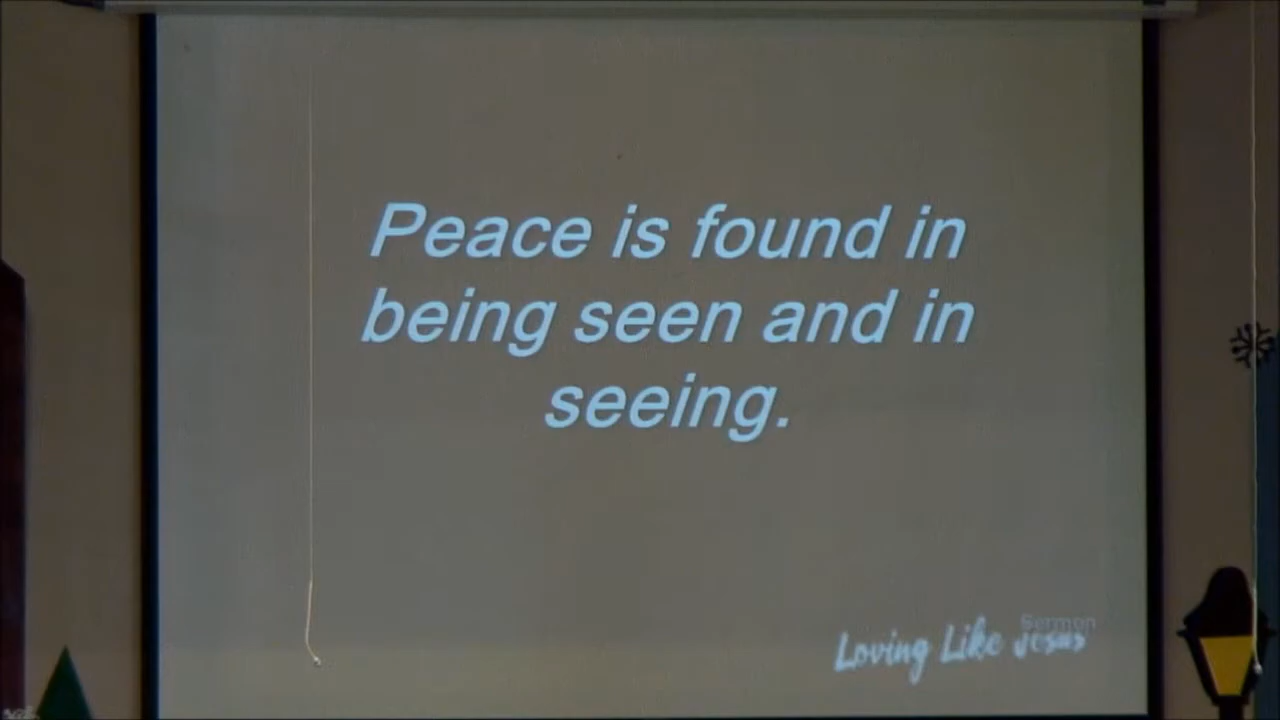 Peace is found in
being seen and in
seeing.
Sermon
Loving Like Jesus